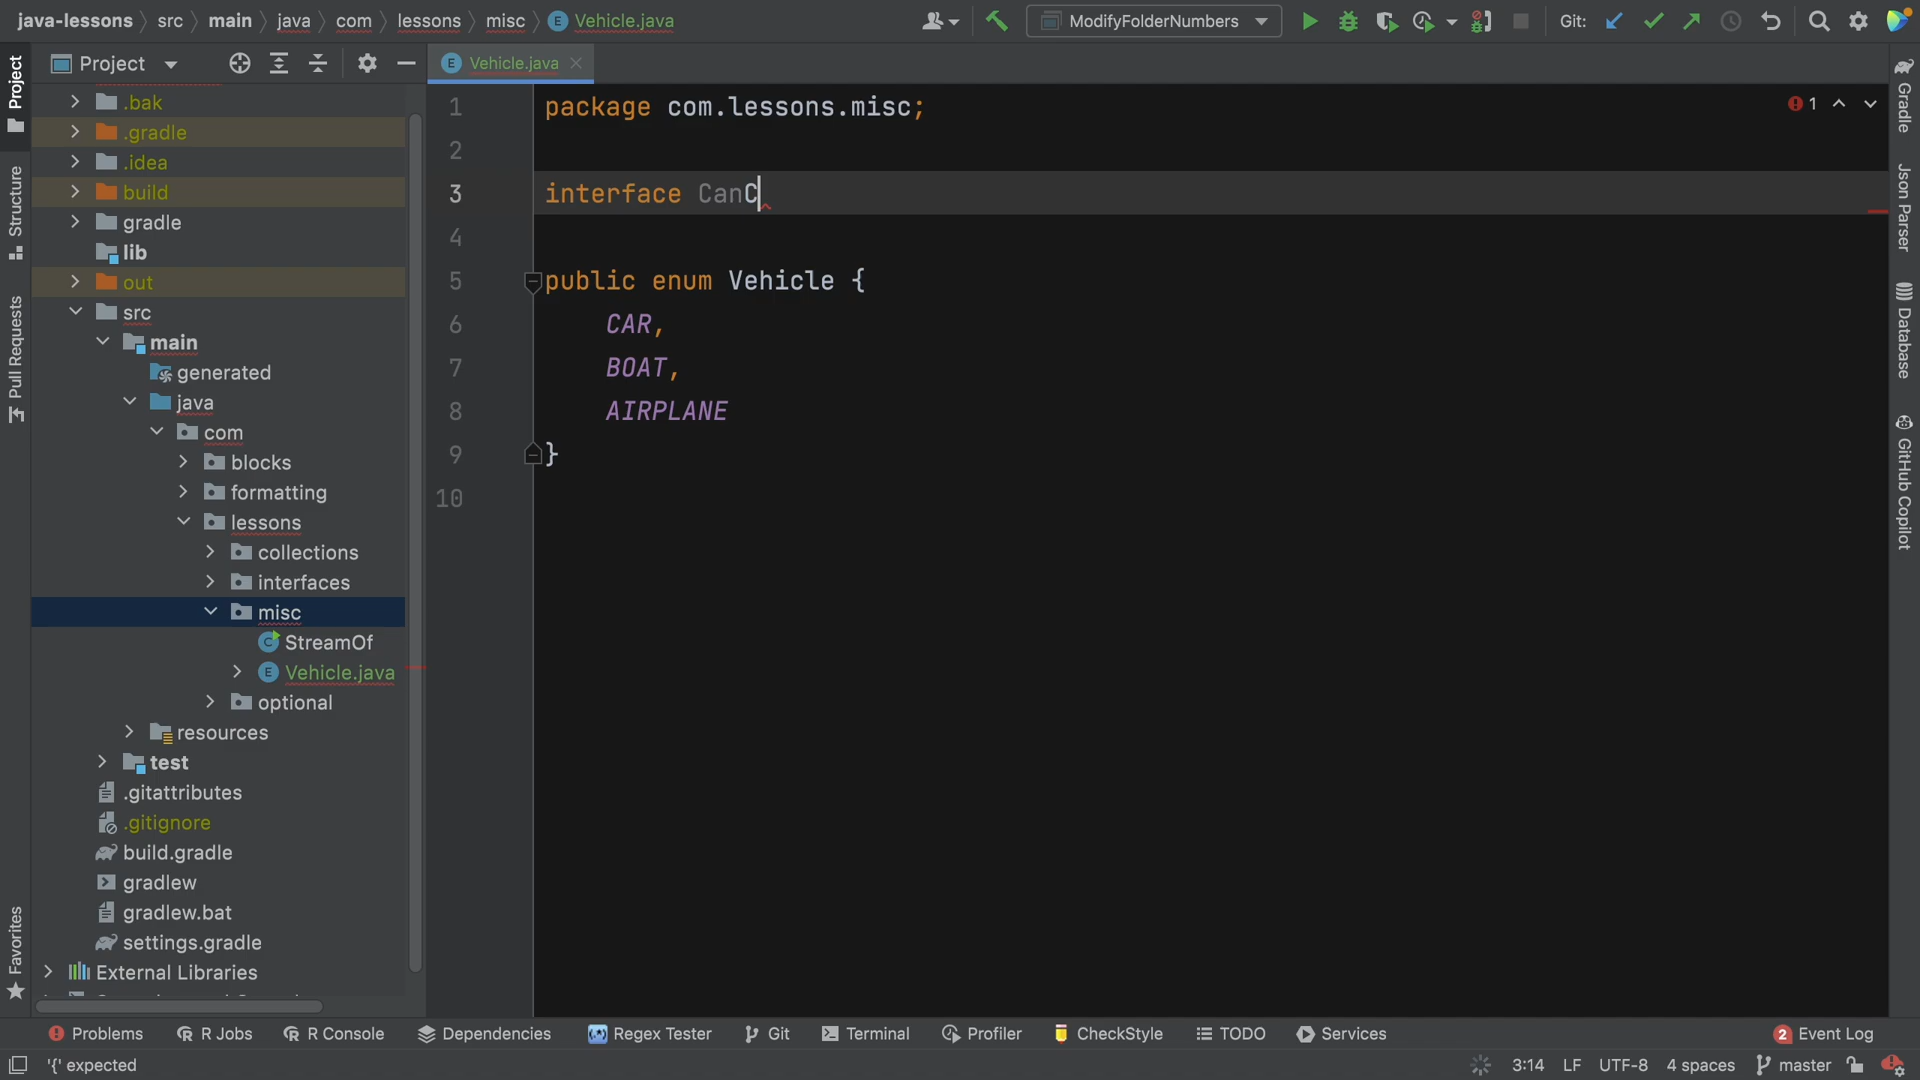 java-lessons src main java com lessons misc Vehicle.java ModifyFolderNumbers Git:
Project
Project Vehicle.java
.bak
.gradle
.idea
build
gradle
lib
out
src
main
generated
java
com
blocks
formatting
lessons
collections
interfaces
misc
StreamOf
Vehicle.java
optional
resources
test
.gitattributes
.gitignore
build.gradle
gradlew
gradlew.bat
settings.gradle
External Libraries
Structure
Pull Requests
Favorites
1 package com.lessons.misc;
2
3 interface CanC
4
5 public enum Vehicle {
6 CAR,
7 BOAT,
8 AIRPLANE
9 }
10
1
Gradle
Json Parser
Database
GitHub Copilot
Problems R Jobs R Console Dependencies Regex Tester Git Terminal Profiler CheckStyle TODO Services 2 Event Log
'{' expected 3:14 LF UTF-8 4 spaces master